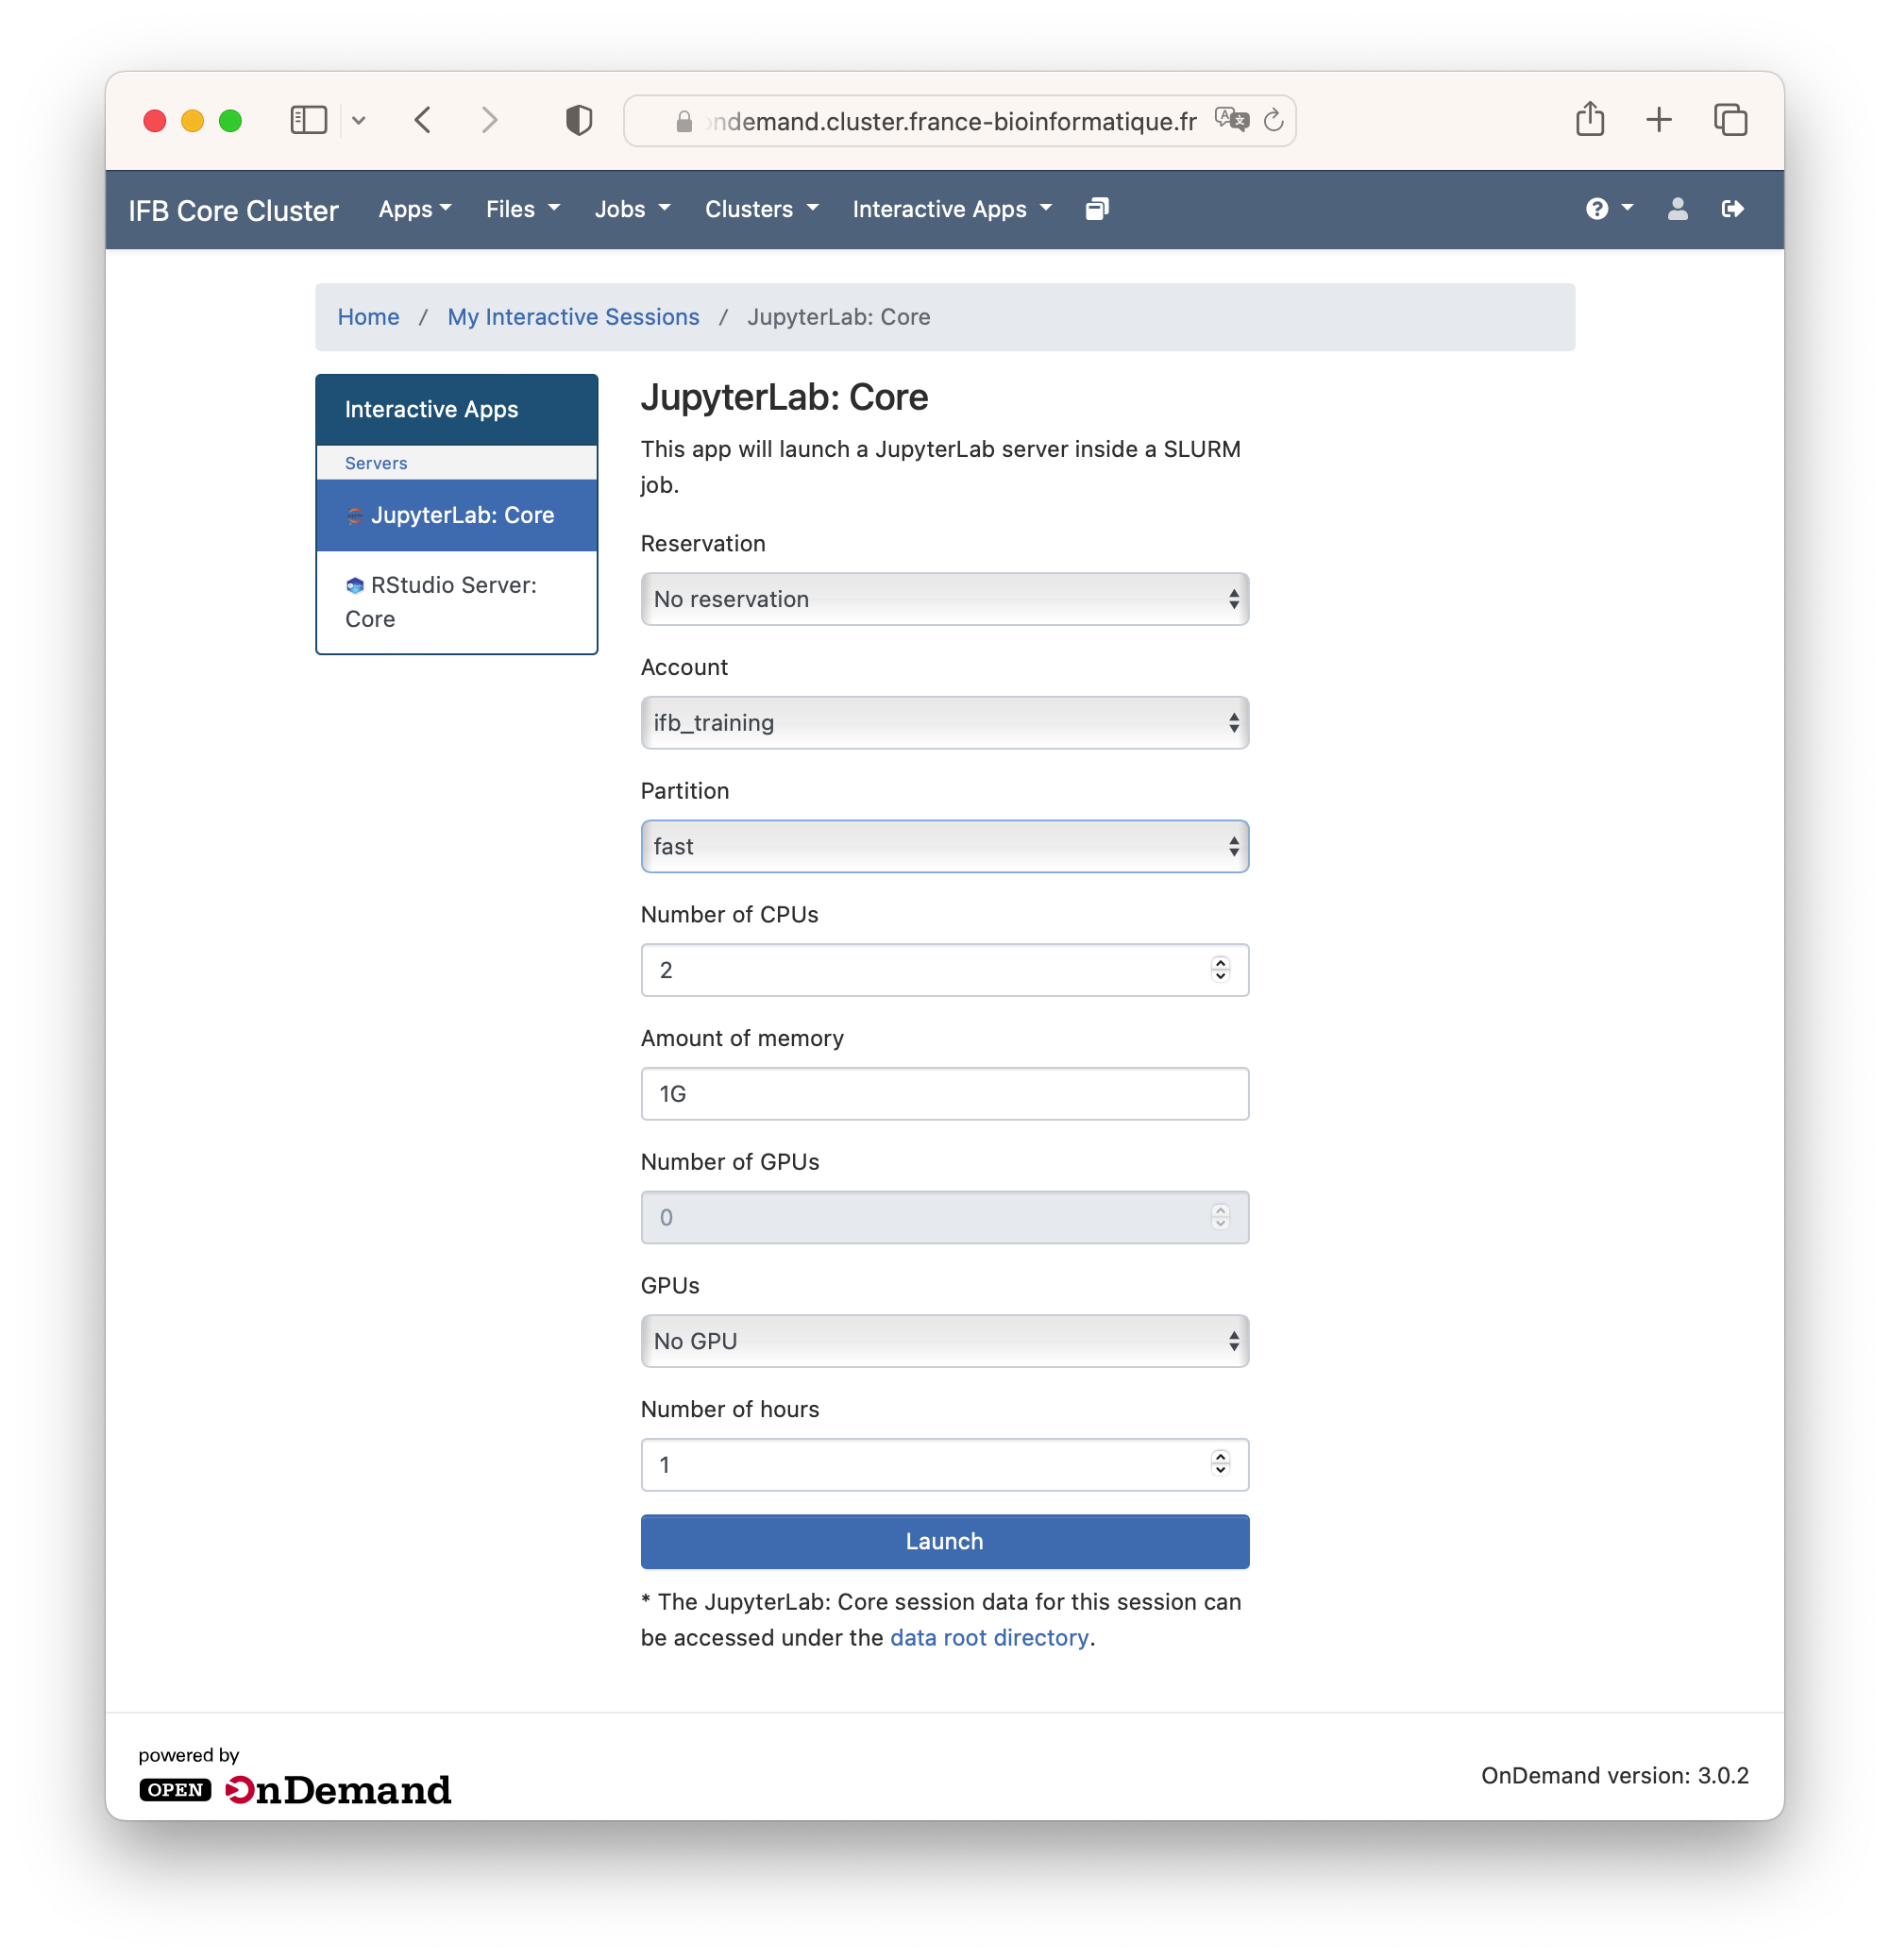 ondemand.cluster.france-bioinformatique.fr
IFB Core Cluster Apps Files Jobs Clusters Interactive Apps
Home / My Interactive Sessions / JupyterLab: Core
Interactive Apps
Servers
JupyterLab: Core
RStudio Server:
Core
JupyterLab: Core
This app will launch a JupyterLab server inside a SLURM
job.
Reservation
No reservation
Account
ifb_training
Partition
fast
Number of CPUs
2
Amount of memory
1G
Number of GPUs
0
GPUs
No GPU
Number of hours
1
Launch
* The JupyterLab: Core session data for this session can
be accessed under the data root directory.
powered by
OPEN OnDemand
OnDemand version: 3.0.2